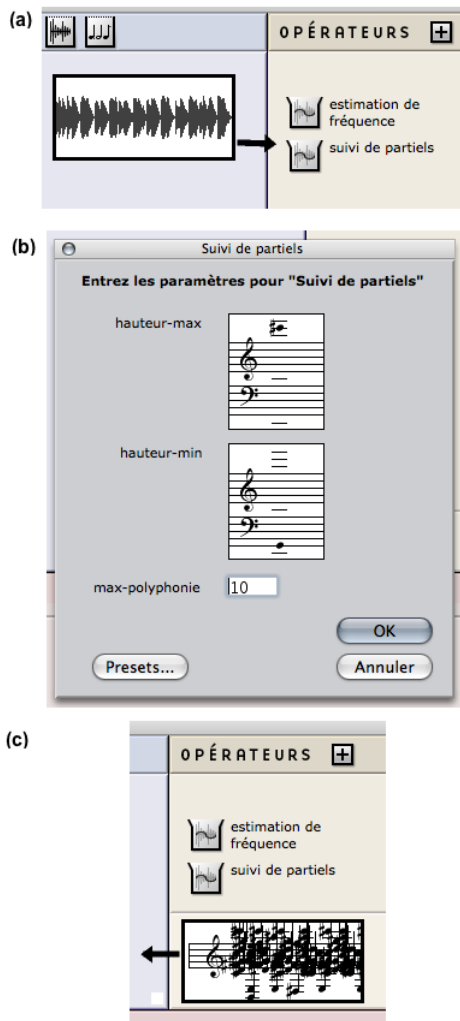 (a)
OPÉRATEURS +
estimation de
fréquence
suivi de partiels
(b)
Suivi de partiels
Entrez les paramètres pour "Suivi de partiels"
hauteur-max
hauteur-min
max-polyphonie 10
OK
Presets... Annuler
(c)
OPÉRATEURS +
estimation de
fréquence
suivi de partiels